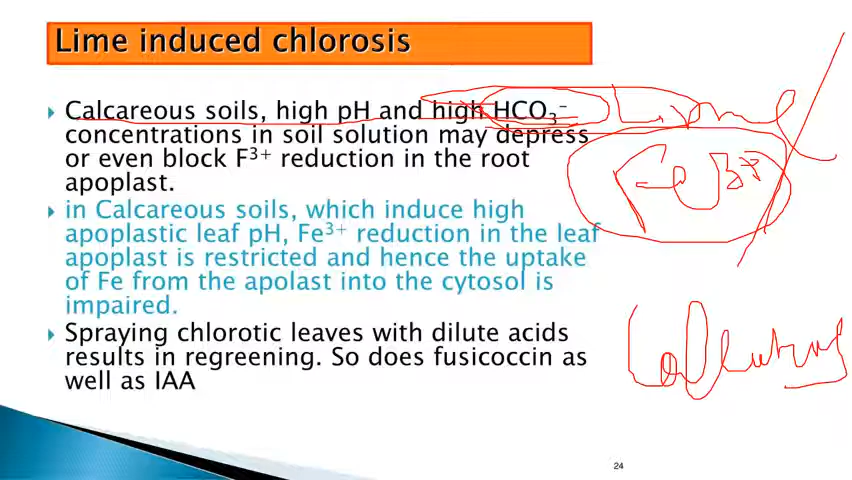 Lime induced chlorosis
Calcareous soils, high pH and high HCO₃⁻
concentrations in soil solution may depress
or even block F³⁺ reduction in the root
apoplast.
in Calcareous soils, which induce high
apoplastic leaf pH, Fe³⁺ reduction in the leaf
apoplast is restricted and hence the uptake
of Fe from the apolast into the cytosol is
impaired.
Spraying chlorotic leaves with dilute acids
results in regreening. So does fusicoccin as
well as IAA
24